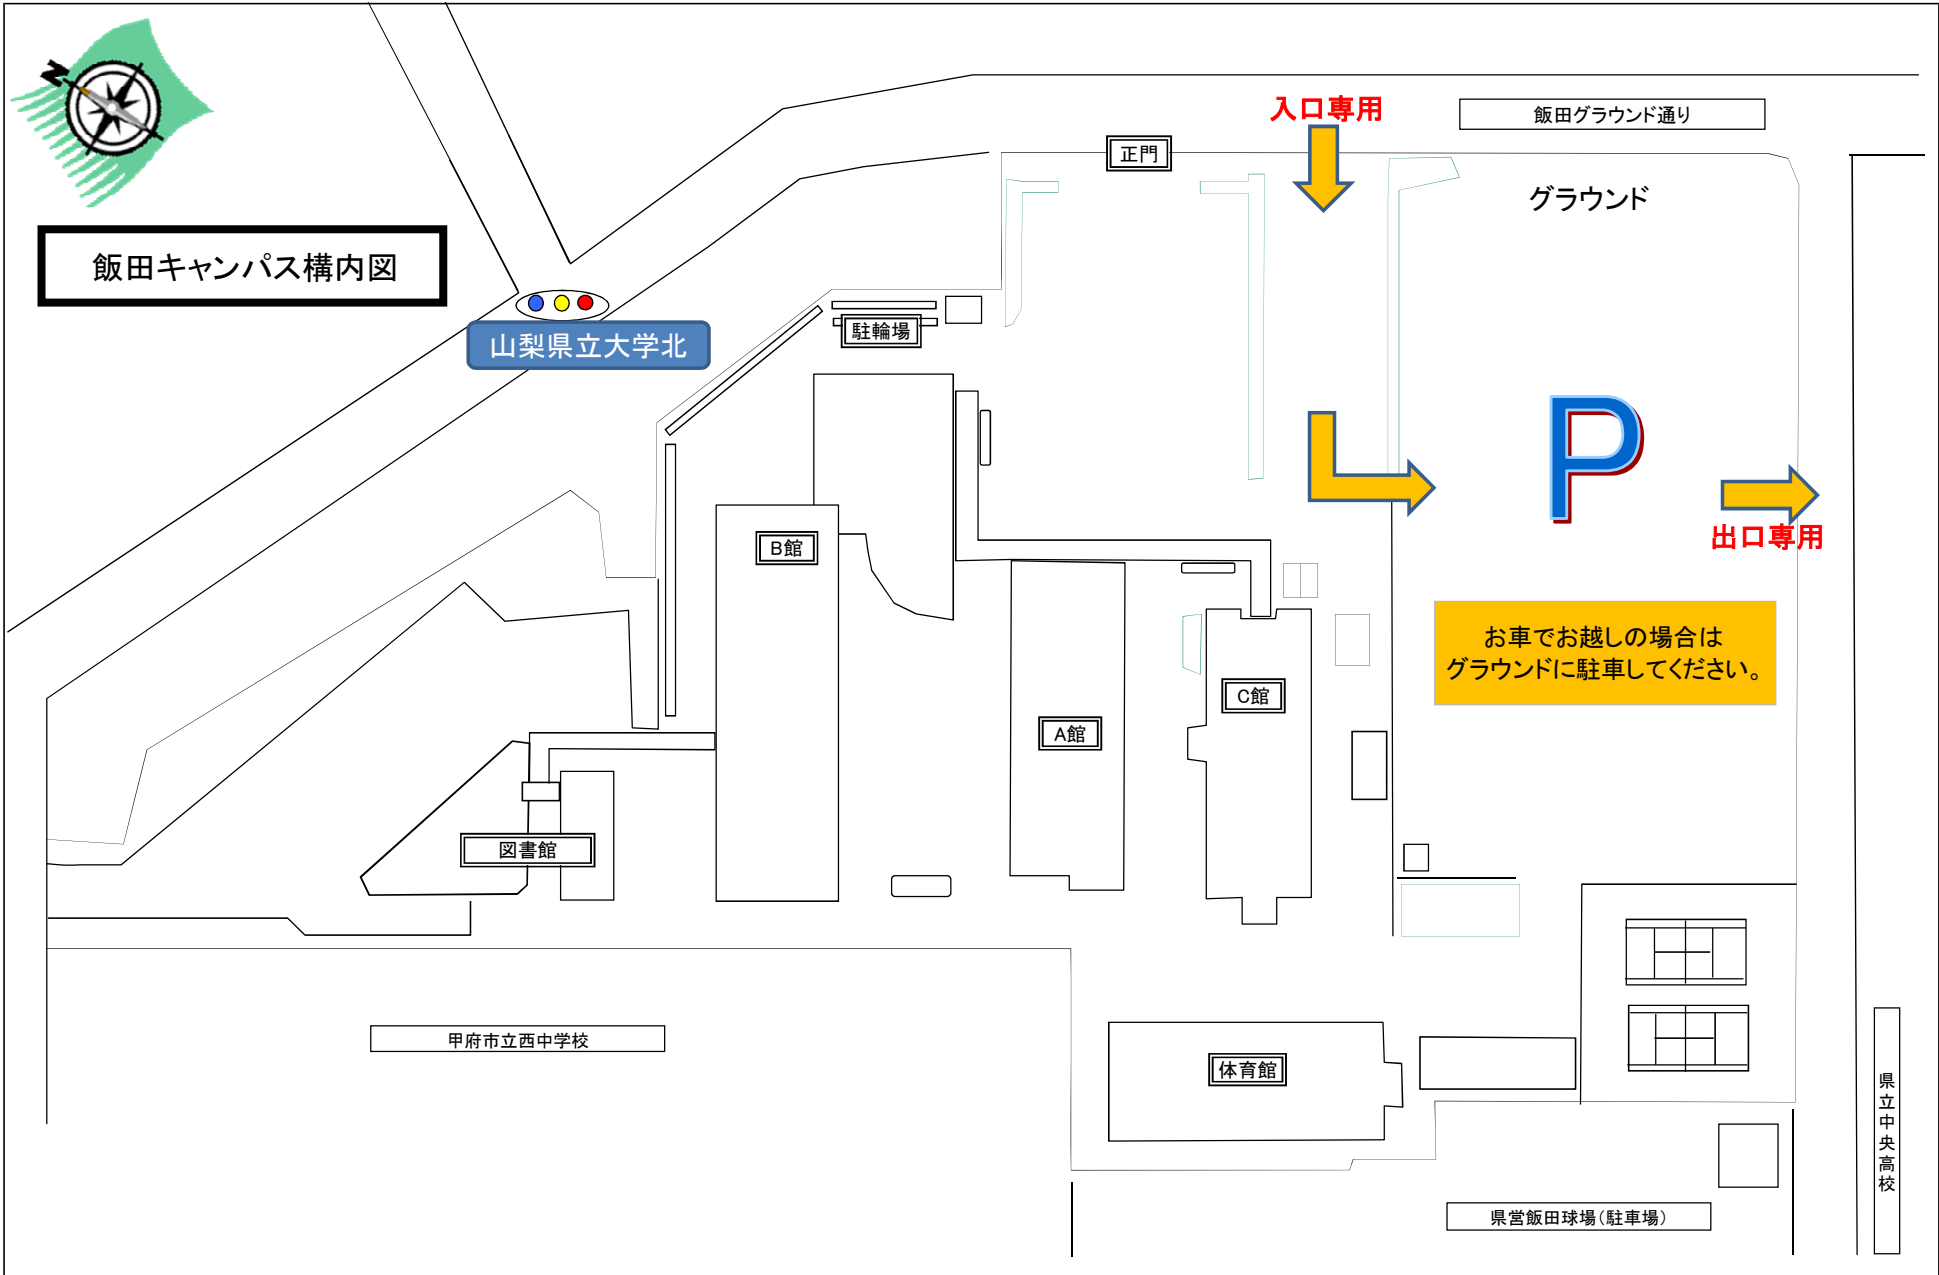 N
入口専用
飯田グラウンド通り
正門
グラウンド
飯田キャンパス構内図
駐輪場
山梨県立大学北
P
出口専用
B館
お車でお越しの場合は
グラウンドに駐車してください。
C館
A館
図書館
甲府市立西中学校
体育館
県立中央高校
県営飯田球場(駐車場)